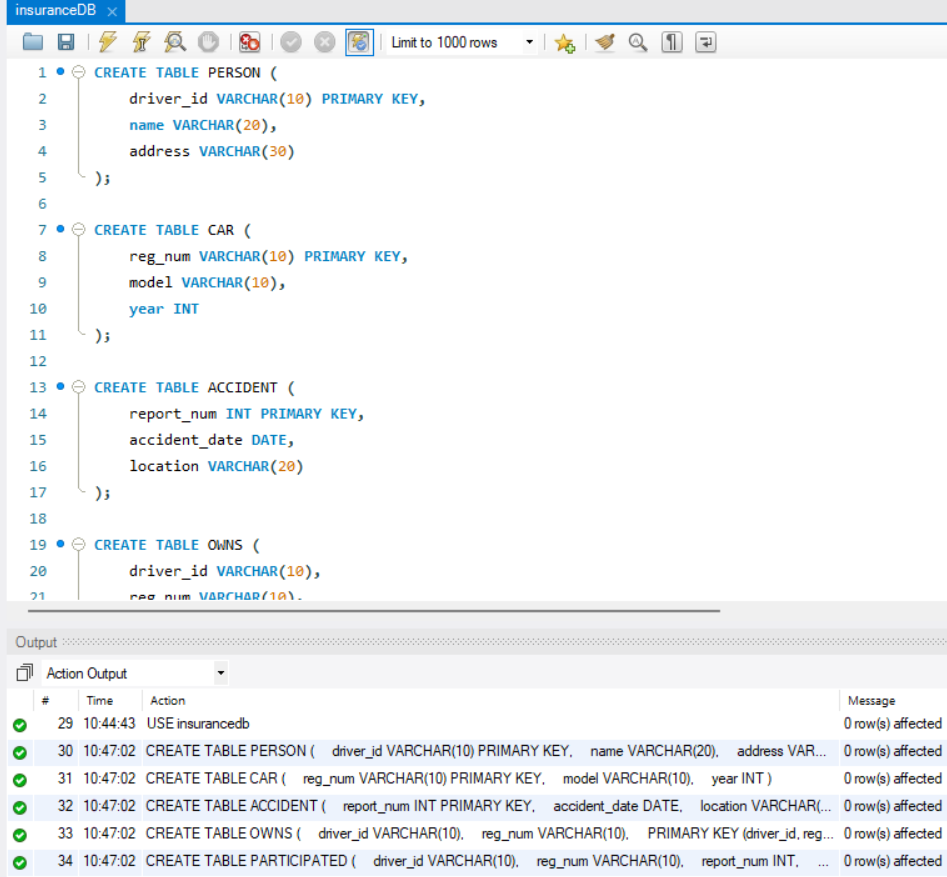 insuranceDB ×
Limit to 1000 rows
1 CREATE TABLE PERSON (
2 driver_id VARCHAR(10) PRIMARY KEY,
3 name VARCHAR(20),
4 address VARCHAR(30)
5 );
6
7 CREATE TABLE CAR (
8 reg_num VARCHAR(10) PRIMARY KEY,
9 model VARCHAR(10),
10 year INT
11 );
12
13 CREATE TABLE ACCIDENT (
14 report_num INT PRIMARY KEY,
15 accident_date DATE,
16 location VARCHAR(20)
17 );
18
19 CREATE TABLE OWNS (
20 driver_id VARCHAR(10),
21 reg_num VARCHAR(10),
Output
Action Output
# Time Action Message
29 10:44:43 USE insurancedb 0 row(s) affected
30 10:47:02 CREATE TABLE PERSON ( driver_id VARCHAR(10) PRIMARY KEY, name VARCHAR(20), address VAR... 0 row(s) affected
31 10:47:02 CREATE TABLE CAR ( reg_num VARCHAR(10) PRIMARY KEY, model VARCHAR(10), year INT ) 0 row(s) affected
32 10:47:02 CREATE TABLE ACCIDENT ( report_num INT PRIMARY KEY, accident_date DATE, location VARCHAR(... 0 row(s) affected
33 10:47:02 CREATE TABLE OWNS ( driver_id VARCHAR(10), reg_num VARCHAR(10), PRIMARY KEY (driver_id, reg... 0 row(s) affected
34 10:47:02 CREATE TABLE PARTICIPATED ( driver_id VARCHAR(10), reg_num VARCHAR(10), report_num INT, ... 0 row(s) affected